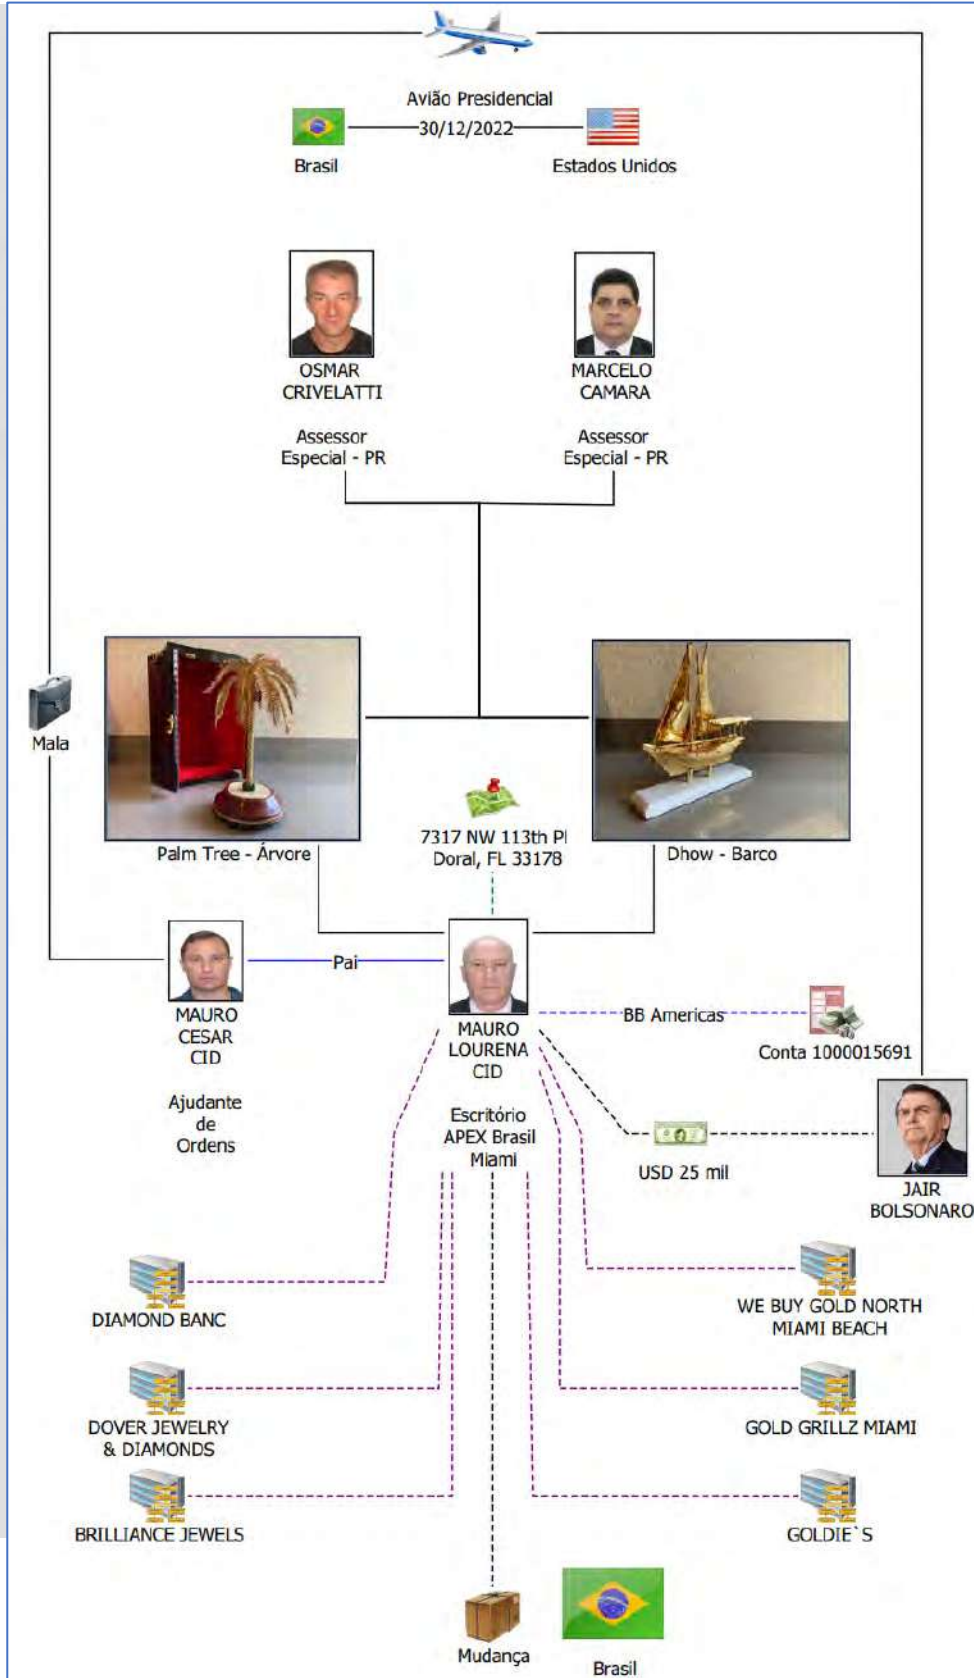 Avião Presidencial
30/12/2022
Brasil
Estados Unidos
OSMAR
CRIVELATTI
Assessor
Especial - PR
MARCELO
CAMARA
Assessor
Especial - PR
Mala
Palm Tree - Árvore
7317 NW 113th Pl
Doral, FL 33178
Dhow - Barco
Pai
MAURO
CESAR
CID
Ajudante
de
Ordens
MAURO
LOURENA
CID
Escritório
APEX Brasil
Miami
BB Americas
Conta 1000015691
USD 25 mil
JAIR
BOLSONARO
DIAMOND BANC
WE BUY GOLD NORTH
MIAMI BEACH
DOVER JEWELRY
& DIAMONDS
GOLD GRILLZ MIAMI
BRILLIANCE JEWELS
GOLDIE`S
Mudança
Brasil